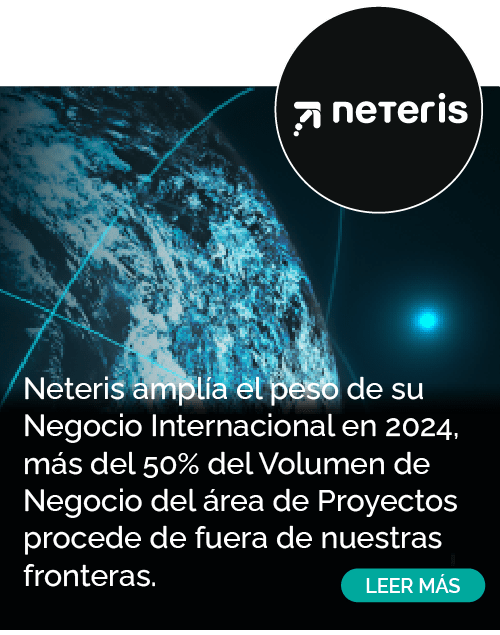 neteris
Neteris amplía el peso de su
Negocio Internacional en 2024,
más del 50% del Volumen de
Negocio del área de Proyectos
procede de fuera de nuestras
fronteras.
LEER MÁS